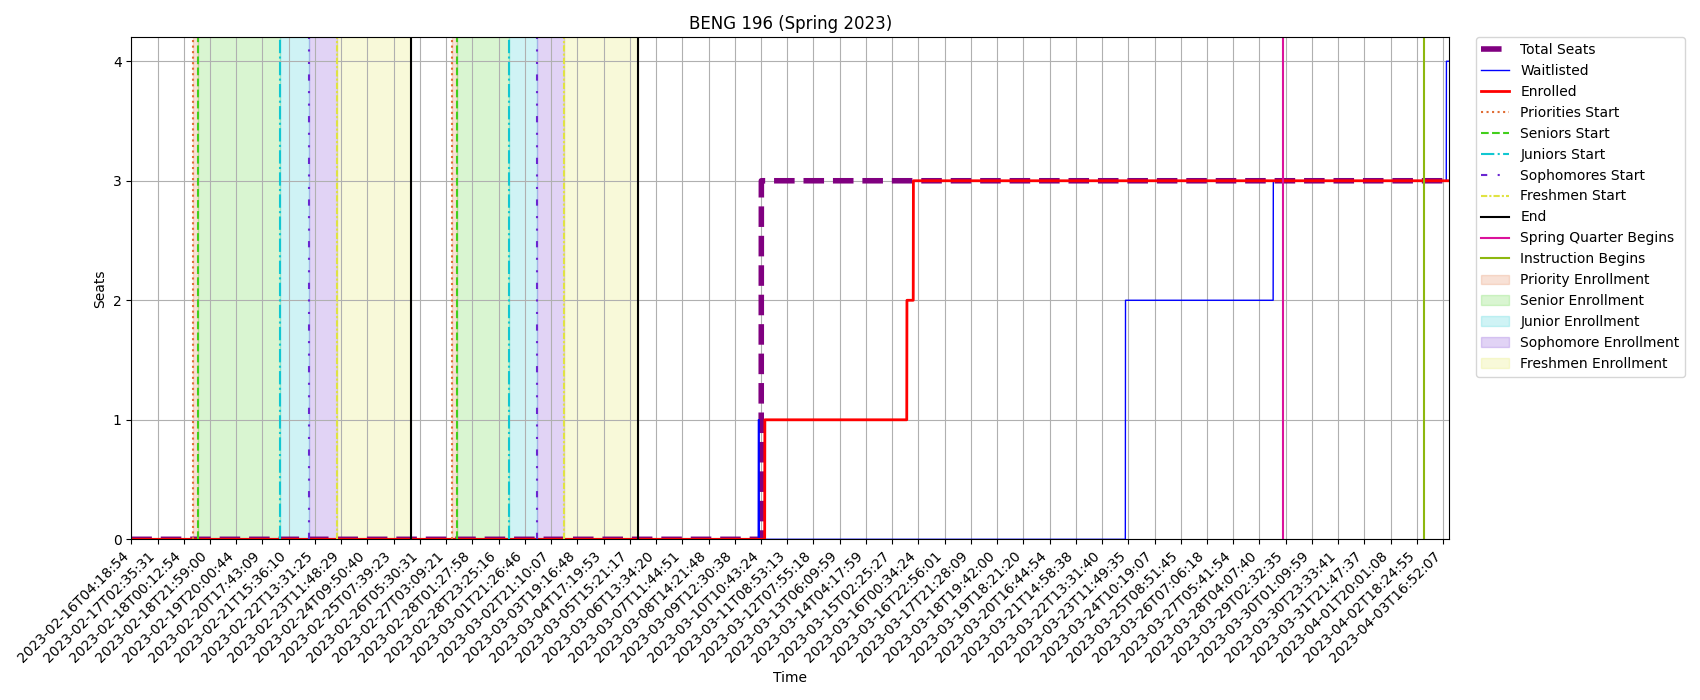 BENG 196 (Spring 2023)
Seats
4
3
2
1
0
2023-02-16T04:18:54
2023-02-17T02:35:31
2023-02-18T00:12:54
2023-02-18T21:59:00
2023-02-19T20:00:44
2023-02-20T17:43:09
2023-02-21T15:36:10
2023-02-22T13:31:25
2023-02-23T11:48:29
2023-02-24T09:50:40
2023-02-25T07:39:23
2023-02-26T05:30:31
2023-02-27T03:09:21
2023-02-28T01:27:58
2023-02-28T23:25:16
2023-03-01T21:26:46
2023-03-02T21:10:07
2023-03-03T19:16:48
2023-03-04T17:19:53
2023-03-05T15:21:17
2023-03-06T13:34:20
2023-03-07T11:44:51
2023-03-08T14:21:48
2023-03-09T12:30:38
2023-03-10T10:43:24
2023-03-11T08:53:13
2023-03-12T07:55:18
2023-03-13T06:09:59
2023-03-14T04:17:59
2023-03-15T02:25:27
2023-03-16T00:34:24
2023-03-16T22:56:01
2023-03-17T21:28:09
2023-03-18T19:42:00
2023-03-19T18:21:20
2023-03-20T16:44:54
2023-03-21T14:58:38
2023-03-22T13:31:40
2023-03-23T11:49:35
2023-03-24T10:19:07
2023-03-25T08:51:45
2023-03-26T07:06:18
2023-03-27T05:41:54
2023-03-28T04:07:40
2023-03-29T02:32:35
2023-03-30T01:09:59
2023-03-30T23:33:41
2023-03-31T21:47:37
2023-04-01T20:01:08
2023-04-02T18:24:55
2023-04-03T16:52:07
Time
Total Seats
Waitlisted
Enrolled
Priorities Start
Seniors Start
Juniors Start
Sophomores Start
Freshmen Start
End
Spring Quarter Begins
Instruction Begins
Priority Enrollment
Senior Enrollment
Junior Enrollment
Sophomore Enrollment
Freshmen Enrollment